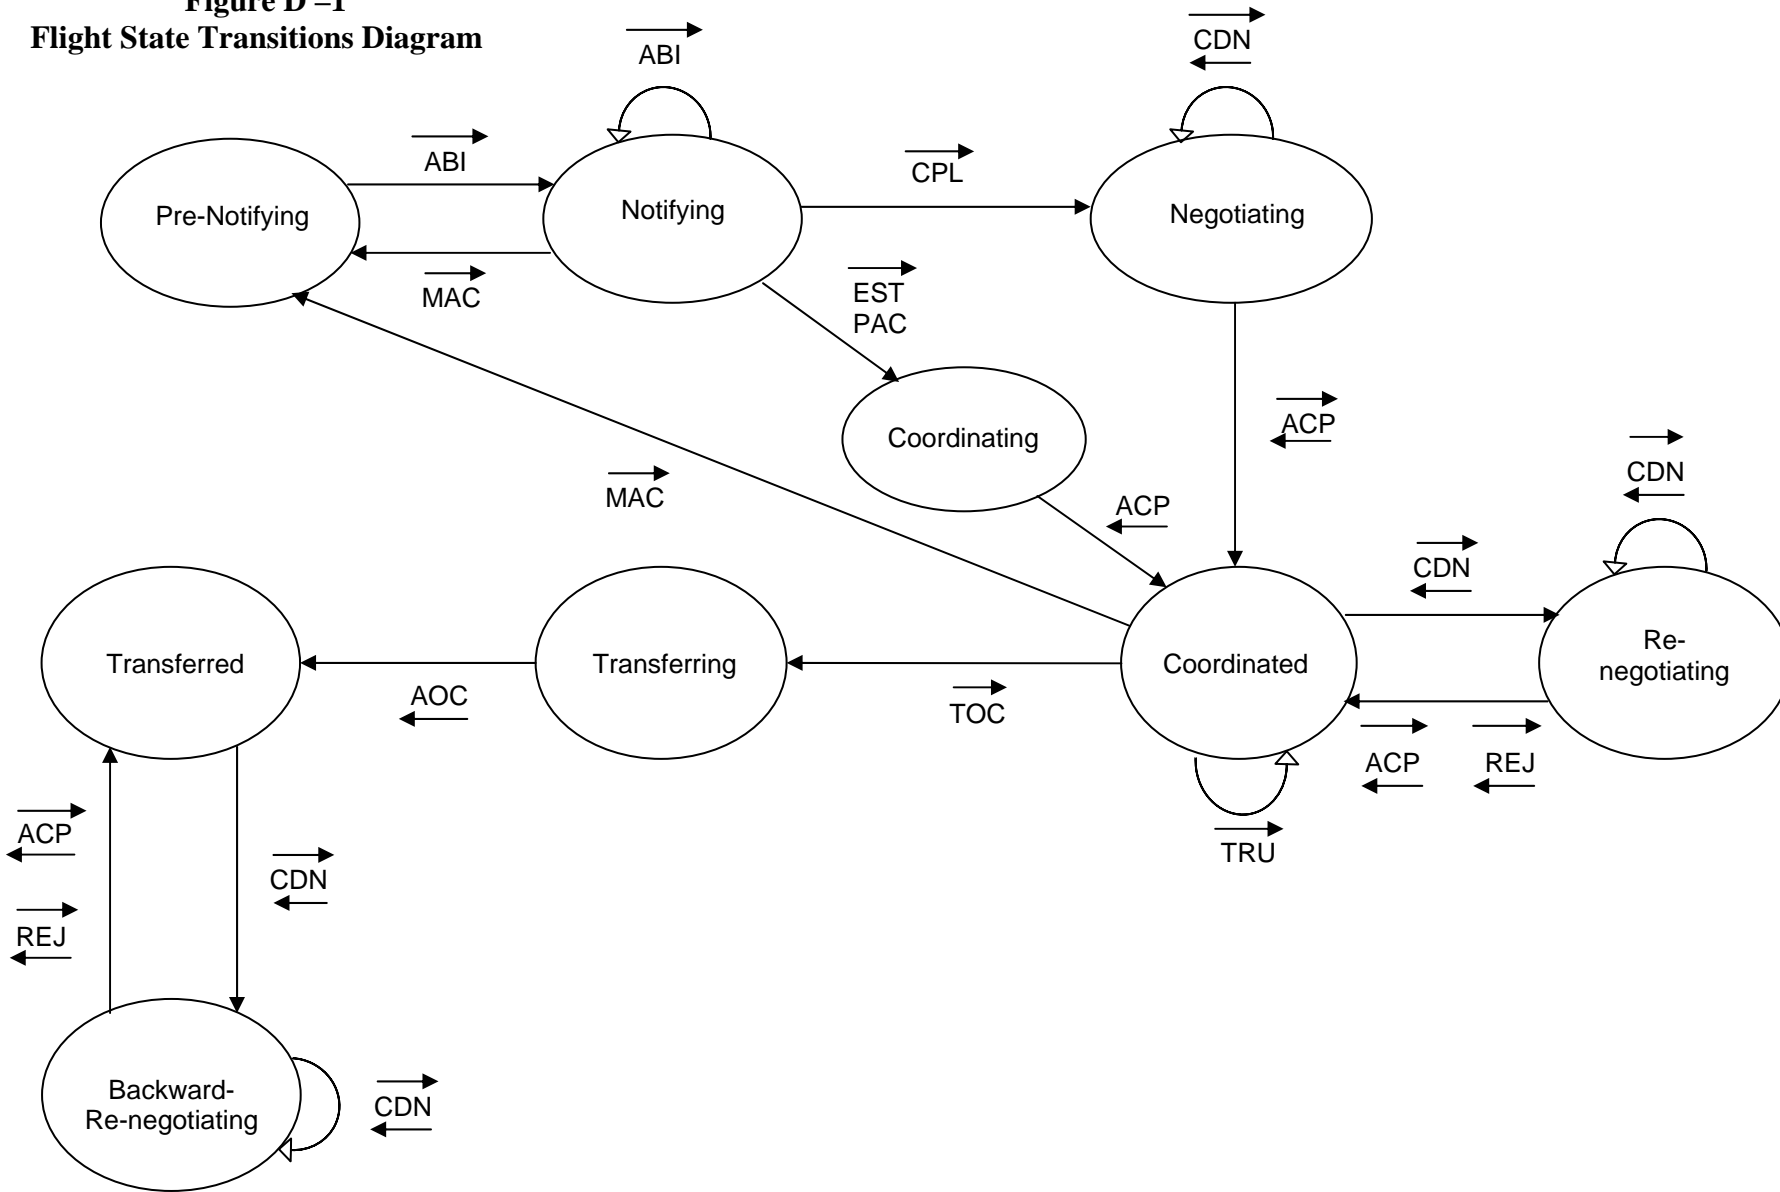 Figure D –1
Flight State Transitions Diagram
ABI
CDN
ABI
CPL
Pre-Notifying
Notifying
Negotiating
MAC
EST
PAC
Coordinating
ACP
MAC
ACP
CDN
CDN
Transferred
Transferring
Coordinated
Re-
negotiating
AOC
TOC
ACP
REJ
TRU
ACP
CDN
REJ
Backward-
Re-negotiating
CDN